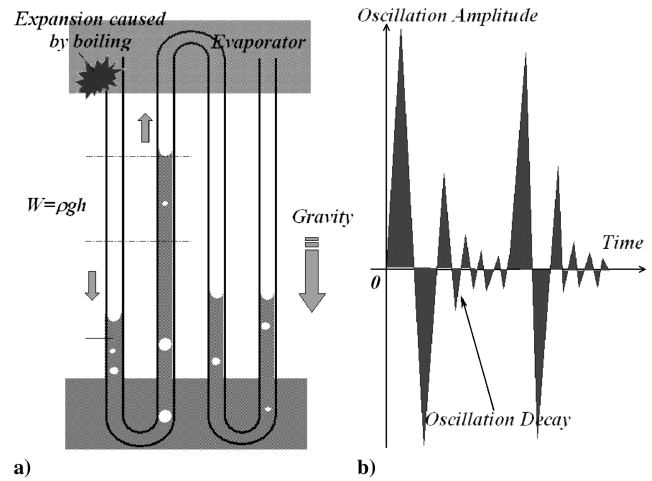 Expansion caused
by boiling
Evaporator
W=ρgh
Gravity
a)
Oscillation Amplitude
Time
0
Oscillation Decay
b)